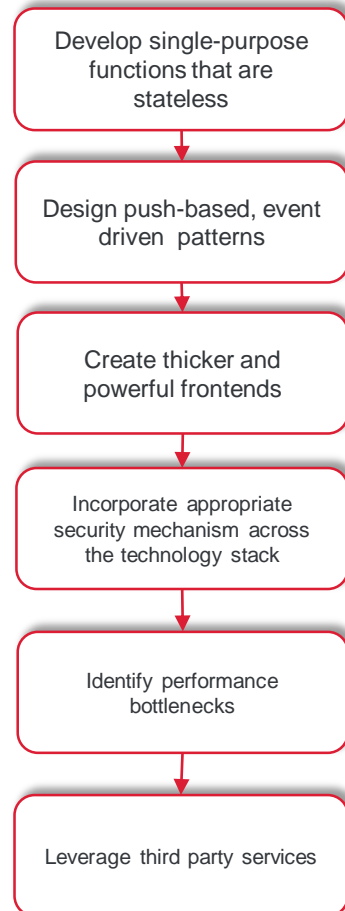 Develop single-purpose
functions that are
stateless
Design push-based, event
driven patterns
Create thicker and
powerful frontends
Incorporate appropriate
security mechanism across
the technology stack
Identify performance
bottlenecks
Leverage third party services